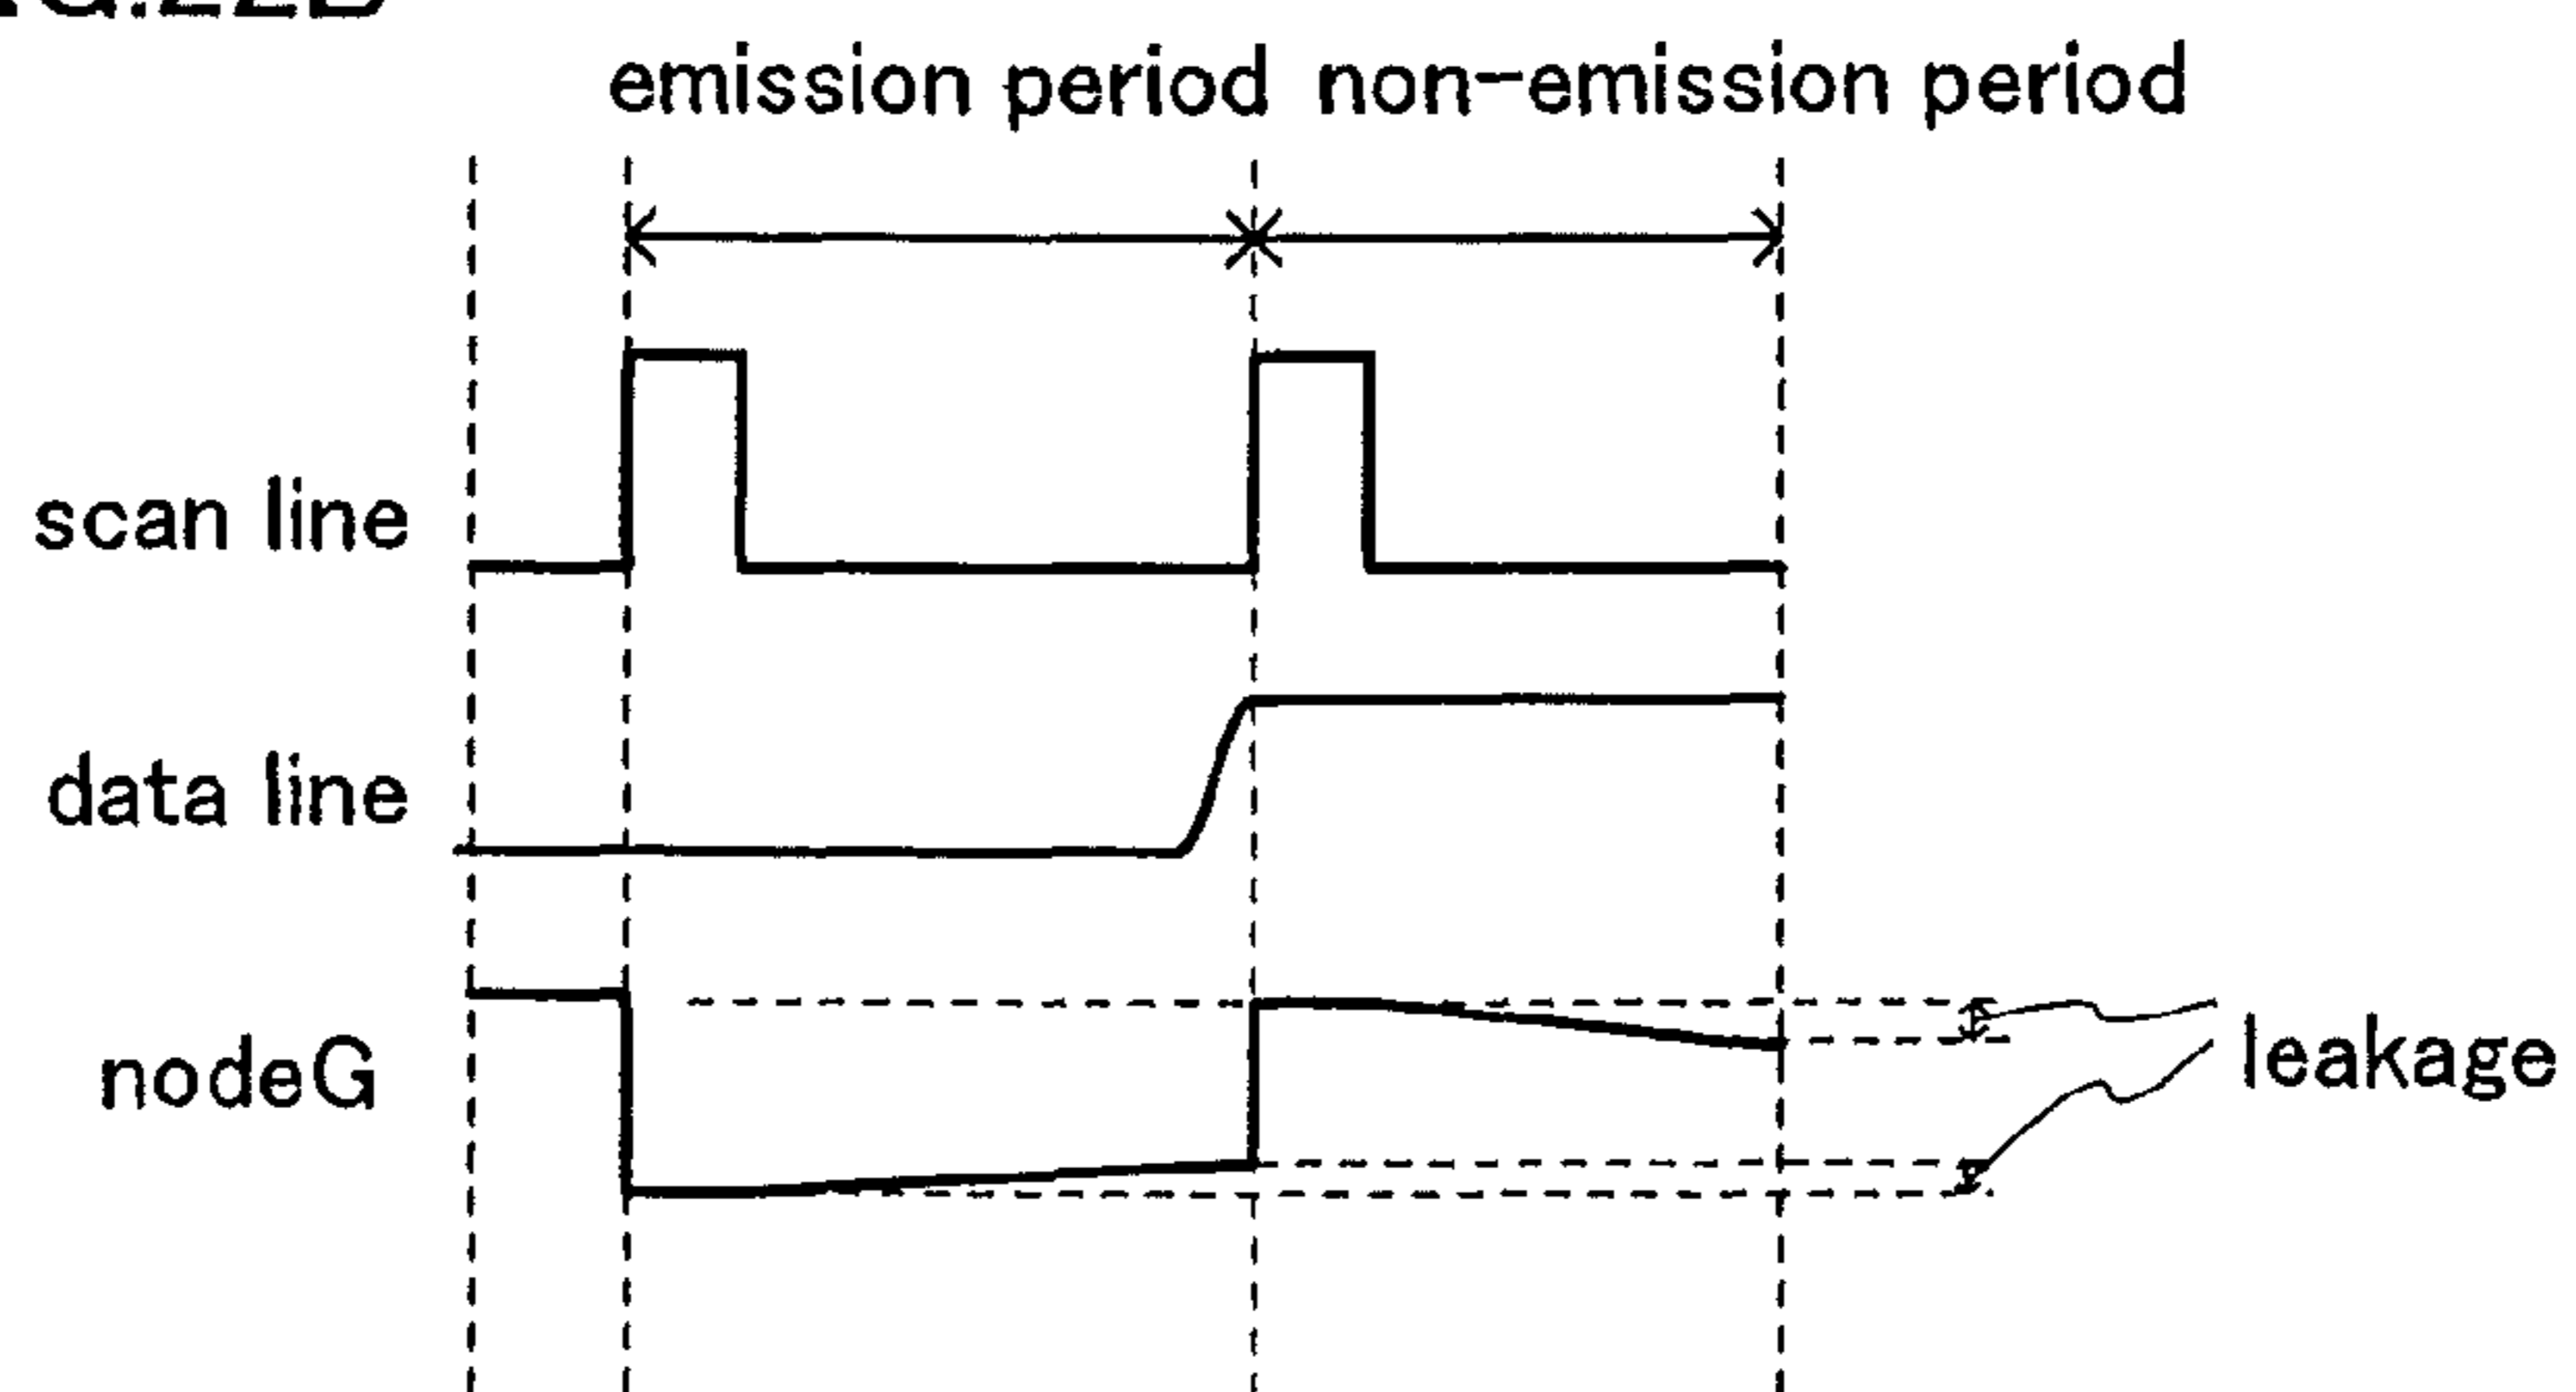 emission period non-emission period
scan line
data line
nodeG
leakage